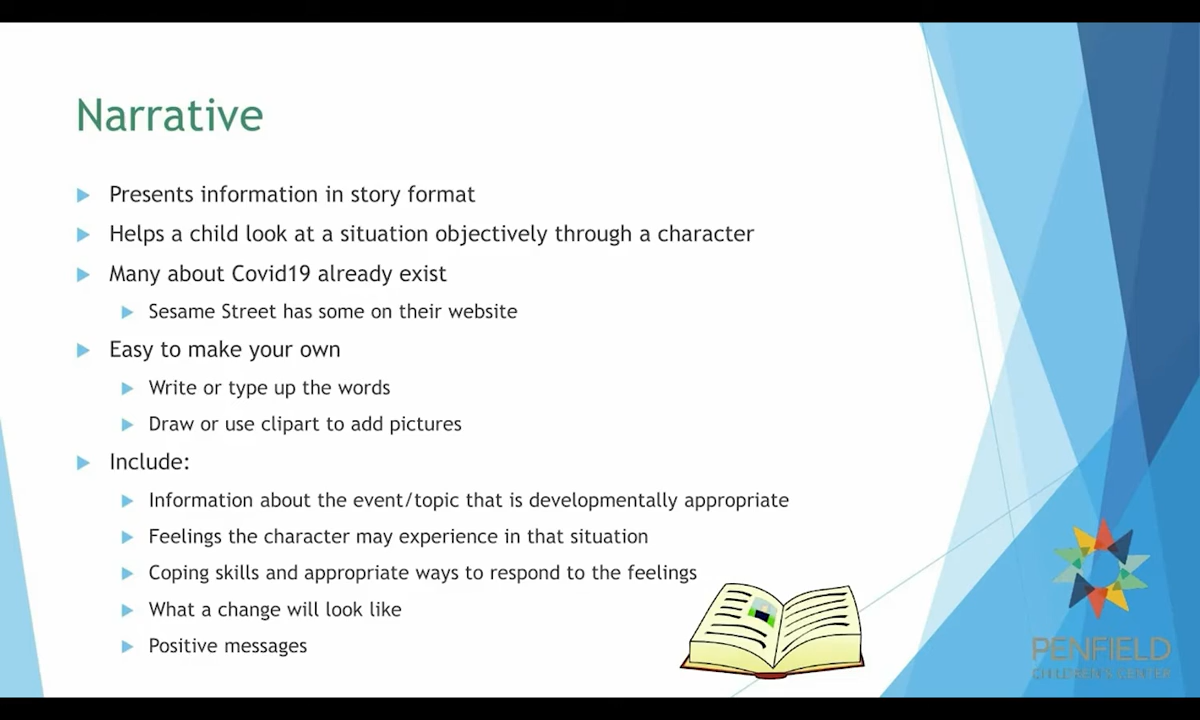 Narrative
Presents information in story format
Helps a child look at a situation objectively through a character
Many about Covid19 already exist
Sesame Street has some on their website
Easy to make your own
Write or type up the words
Draw or use clipart to add pictures
Include:
Information about the event/topic that is developmentally appropriate
Feelings the character may experience in that situation
Coping skills and appropriate ways to respond to the feelings
What a change will look like
Positive messages
PENFIELD
CHILDREN'S CENTER